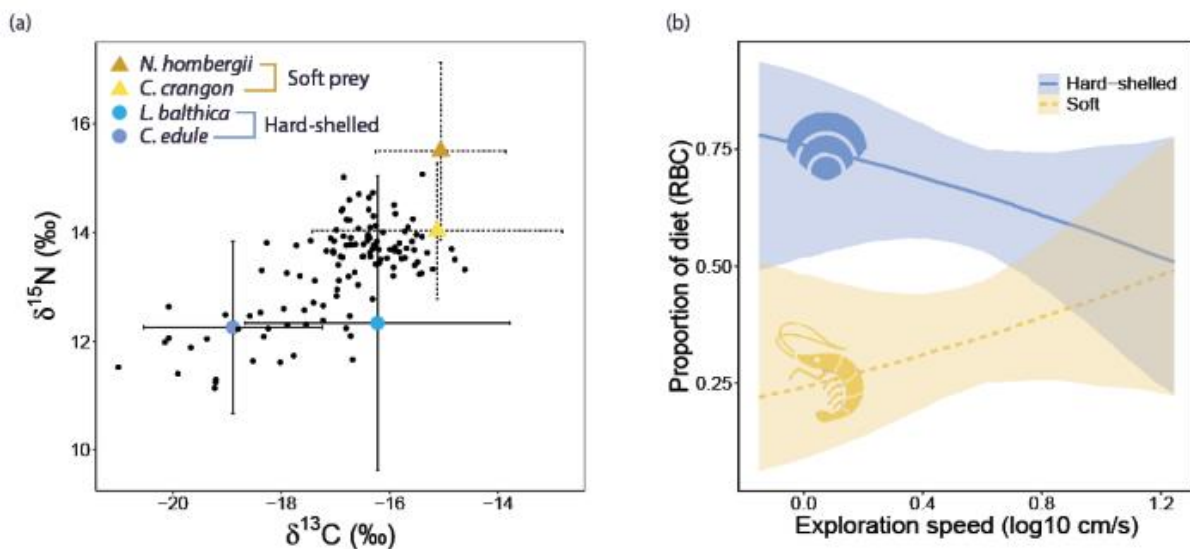 (a)
17.5
16
14
12
10
δ15N (‰)
N. hombergii
C. crangon
Soft prey
L. balthica
C. edule
Hard-shelled
−20
−18
−16
−14
δ13C (‰)
(b)
Proportion of diet (RBC)
0.75
0.50
0.25
Hard−shelled
Soft
0.0
0.4
0.8
1.2
Exploration speed (log10 cm/s)